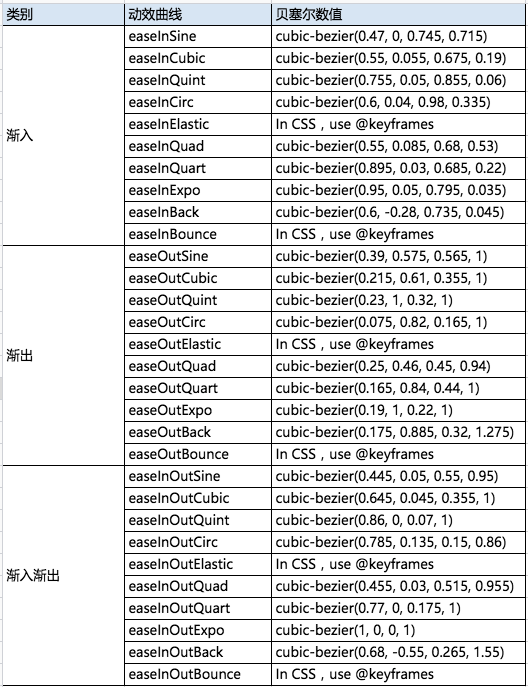 类别 动效曲线 贝塞尔数值
渐入
easeInSine cubic-bezier(0.47, 0, 0.745, 0.715)
easeInCubic cubic-bezier(0.55, 0.055, 0.675, 0.19)
easeInQuint cubic-bezier(0.755, 0.05, 0.855, 0.06)
easeInCirc cubic-bezier(0.6, 0.04, 0.98, 0.335)
easeInElastic In CSS，use @keyframes
easeInQuad cubic-bezier(0.55, 0.085, 0.68, 0.53)
easeInQuart cubic-bezier(0.895, 0.03, 0.685, 0.22)
easeInExpo cubic-bezier(0.95, 0.05, 0.795, 0.035)
easeInBack cubic-bezier(0.6, -0.28, 0.735, 0.045)
easeInBounce In CSS，use @keyframes
渐出
easeOutSine cubic-bezier(0.39, 0.575, 0.565, 1)
easeOutCubic cubic-bezier(0.215, 0.61, 0.355, 1)
easeOutQuint cubic-bezier(0.23, 1, 0.32, 1)
easeOutCirc cubic-bezier(0.075, 0.82, 0.165, 1)
easeOutElastic In CSS，use @keyframes
easeOutQuad cubic-bezier(0.25, 0.46, 0.45, 0.94)
easeOutQuart cubic-bezier(0.165, 0.84, 0.44, 1)
easeOutExpo cubic-bezier(0.19, 1, 0.22, 1)
easeOutBack cubic-bezier(0.175, 0.885, 0.32, 1.275)
easeOutBounce In CSS，use @keyframes
渐入渐出
easeInOutSine cubic-bezier(0.445, 0.05, 0.55, 0.95)
easeInOutCubic cubic-bezier(0.645, 0.045, 0.355, 1)
easeInOutQuint cubic-bezier(0.86, 0, 0.07, 1)
easeInOutCirc cubic-bezier(0.785, 0.135, 0.15, 0.86)
easeInOutElastic In CSS，use @keyframes
easeInOutQuad cubic-bezier(0.455, 0.03, 0.515, 0.955)
easeInOutQuart cubic-bezier(0.77, 0, 0.175, 1)
easeInOutExpo cubic-bezier(1, 0, 0, 1)
easeInOutBack cubic-bezier(0.68, -0.55, 0.265, 1.55)
easeInOutBounce In CSS，use @keyframes